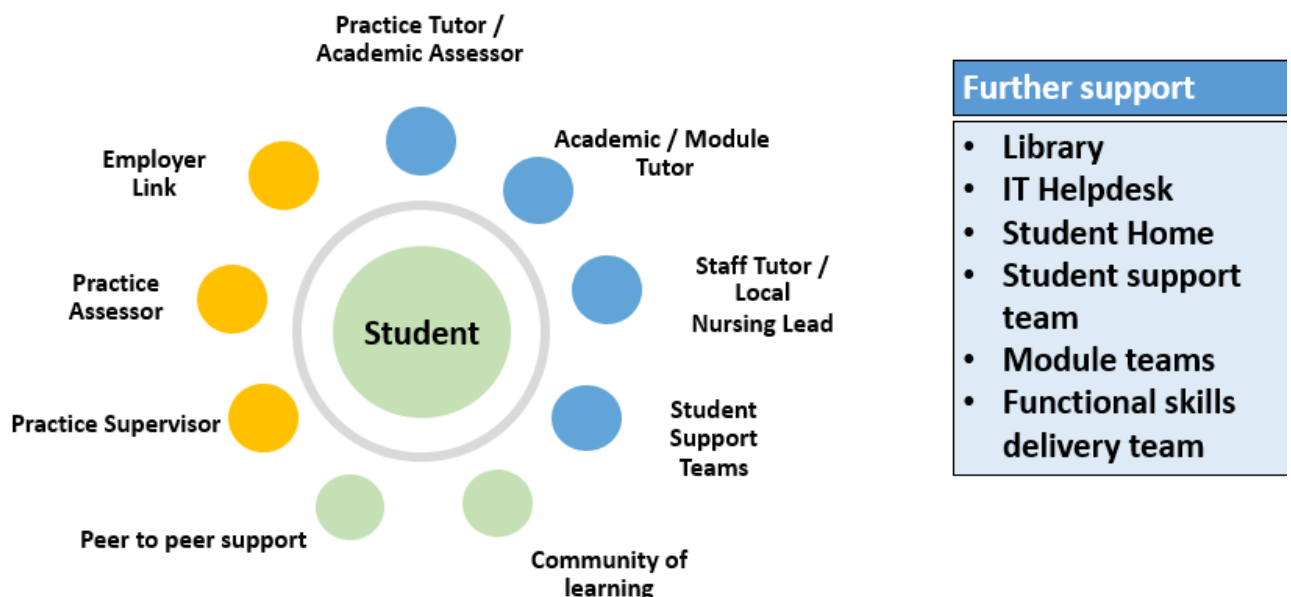 Practice Tutor /
Academic Assessor
Academic / Module
Tutor
Staff Tutor /
Local
Nursing Lead
Student
Support
Teams
Community of
learning
Peer to peer support
Practice Supervisor
Practice
Assessor
Employer
Link
Student
Further support
• Library
• IT Helpdesk
• Student Home
• Student support
team
• Module teams
• Functional skills
delivery team